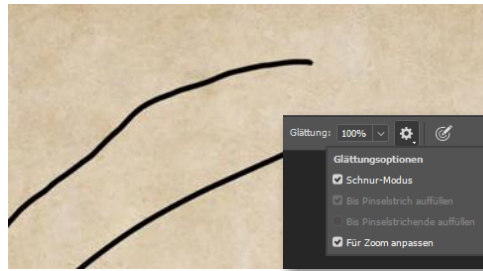 Glättung: 100%
Glättungsoptionen
Schnur-Modus
Bis Pinselstrich auffüllen
Bis Pinselstrichende auffüllen
Für Zoom anpassen